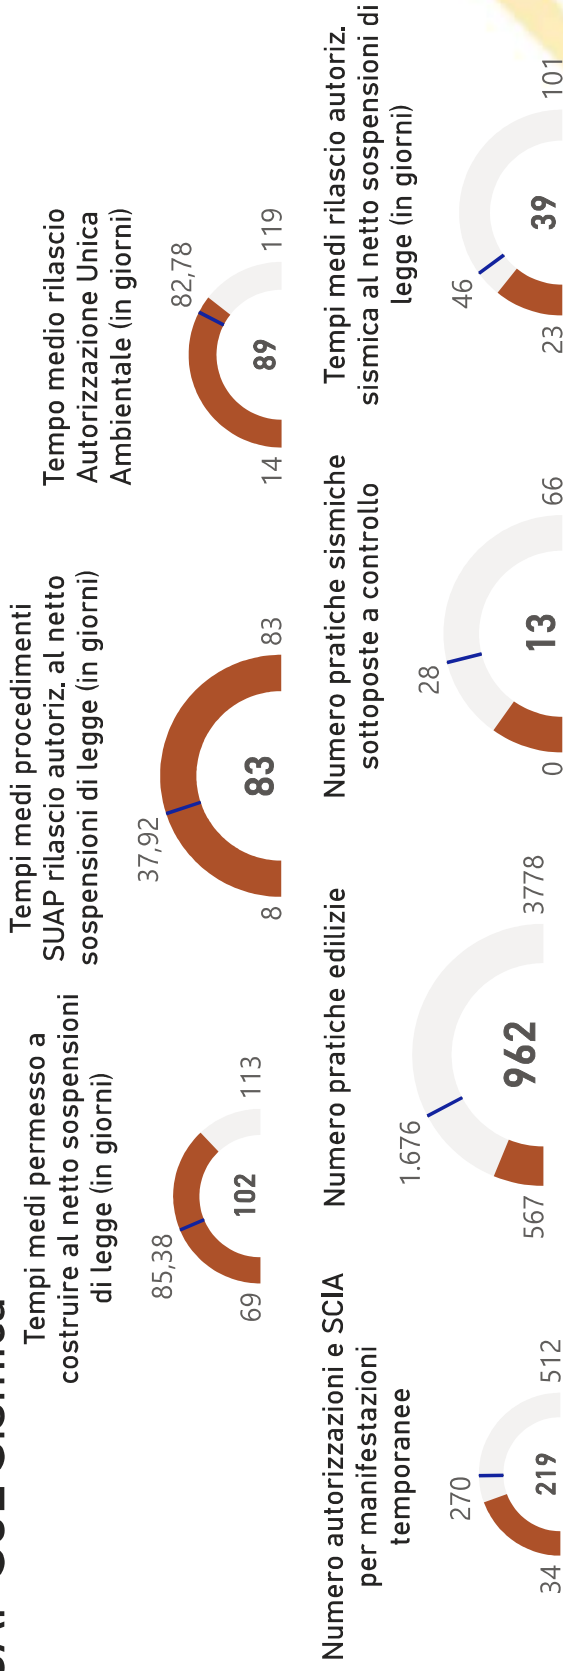 Tempi medi permesso a
costruire al netto sospensioni
di legge (in giorni)
85,38
69
102
113
Tempi medi procedimenti
SUAP rilascio autoriz. al netto
sospensioni di legge (in giorni)
37,92
8
83
83
Tempo medio rilascio
Autorizzazione Unica
Ambientale (in giorni)
82,78
14
89
119
Numero autorizzazioni e SCIA
per manifestazioni
temporanee
270
34
219
512
Numero pratiche edilizie
1.676
567
962
3778
Numero pratiche sismiche
sottoposte a controllo
28
0
13
66
Tempi medi rilascio autoriz.
sismica al netto sospensioni di
legge (in giorni)
46
23
39
101